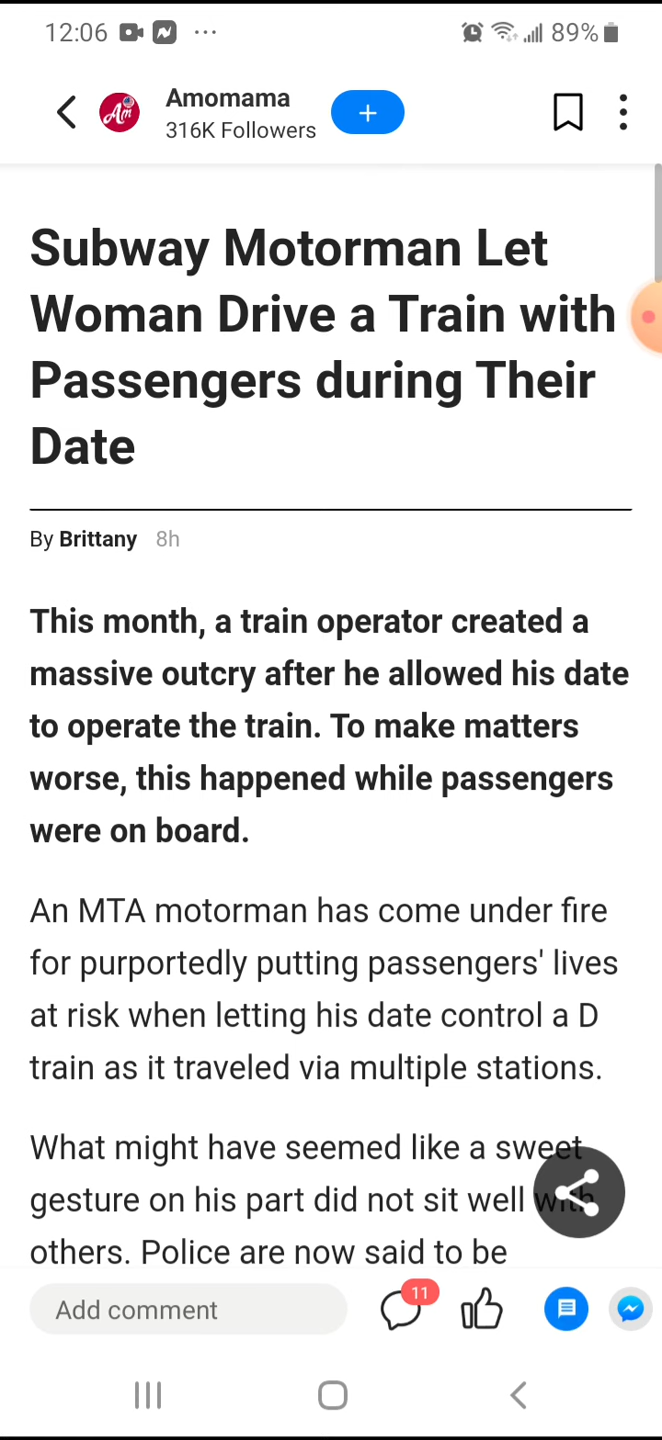 12:06 ... 89%
Amomama
316K Followers
+
Am
Subway Motorman Let
Woman Drive a Train with
Passengers during Their
Date
By Brittany 8h
This month, a train operator created a
massive outcry after he allowed his date
to operate the train. To make matters
worse, this happened while passengers
were on board.
An MTA motorman has come under fire
for purportedly putting passengers' lives
at risk when letting his date control a D
train as it traveled via multiple stations.
What might have seemed like a sweet
gesture on his part did not sit well with
others. Police are now said to be
Add comment
11